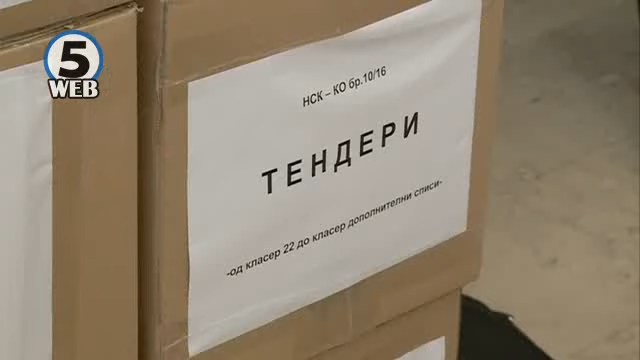 5
WEB
НСК – КО бр.10/16
ТЕНДЕРИ
-од класер 22 до класер дополнителни списи-